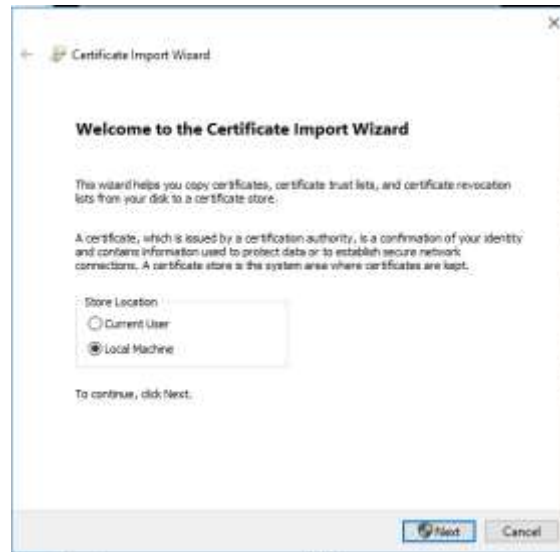 Certificate Import Wizard
Welcome to the Certificate Import Wizard
This wizard helps you copy certificates, certificate trust lists, and certificate revocation
lists from your disk to a certificate store.
A certificate, which is issued by a certification authority, is a confirmation of your identity
and contains information used to protect data or to establish secure network
connections. A certificate store is the system area where certificates are kept.
Store Location
Current User
Local Machine
To continue, click Next.
Next Cancel